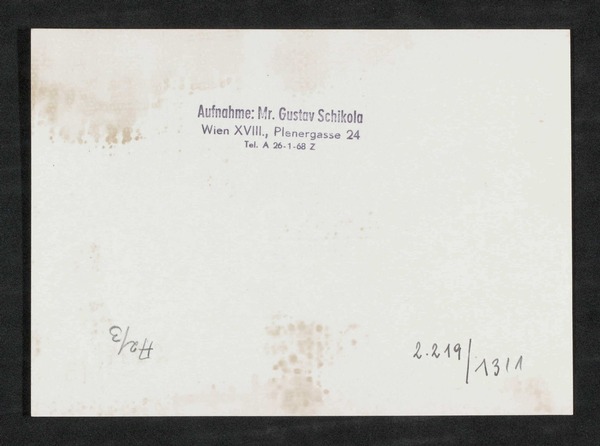 Aufnahme: Mr. Gustav Schikola
Wien XVIII., Plenergasse 24
Tel. A 26-1-68 Z
2.219/1311